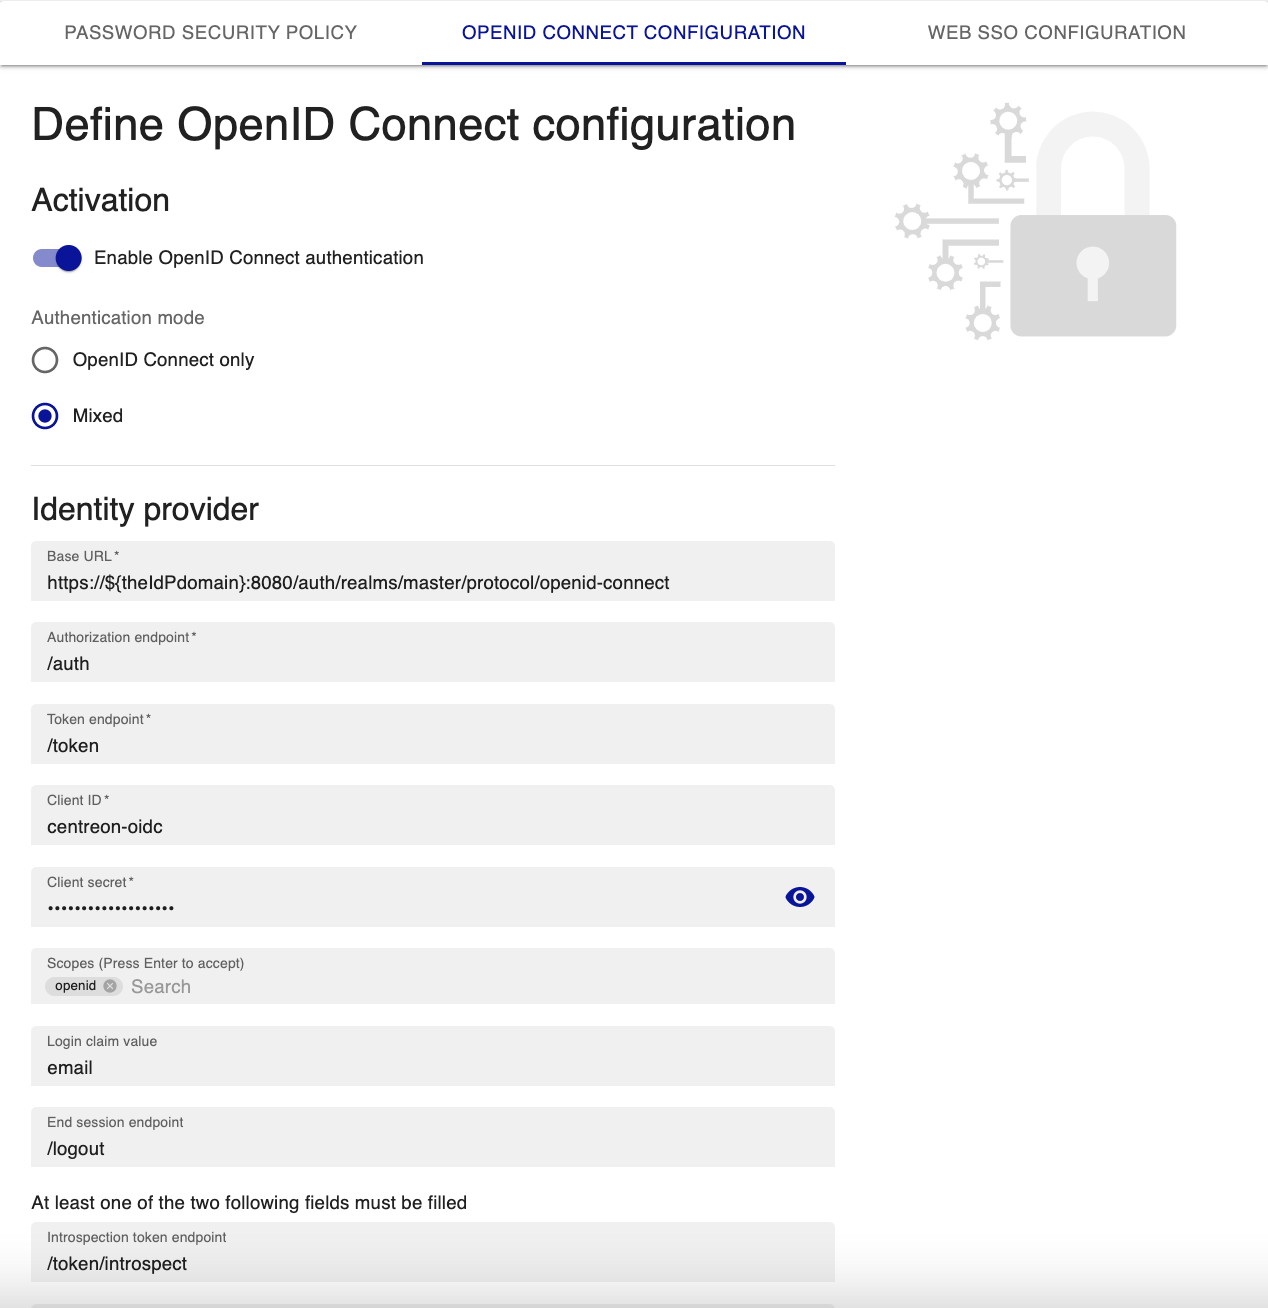 PASSWORD SECURITY POLICY
OPENID CONNECT CONFIGURATION
WEB SSO CONFIGURATION
Define OpenID Connect configuration
Activation
Enable OpenID Connect authentication
Authentication mode
OpenID Connect only
Mixed
Identity provider
Base URL *
https://${theIdPdomain}:8080/auth/realms/master/protocol/openid-connect
Authorization endpoint *
/auth
Token endpoint *
/token
Client ID *
centreon-oidc
Client secret *
•••••••••••••••••••
Scopes (Press Enter to accept)
openid Search
Login claim value
email
End session endpoint
/logout
At least one of the two following fields must be filled
Introspection token endpoint
/token/introspect